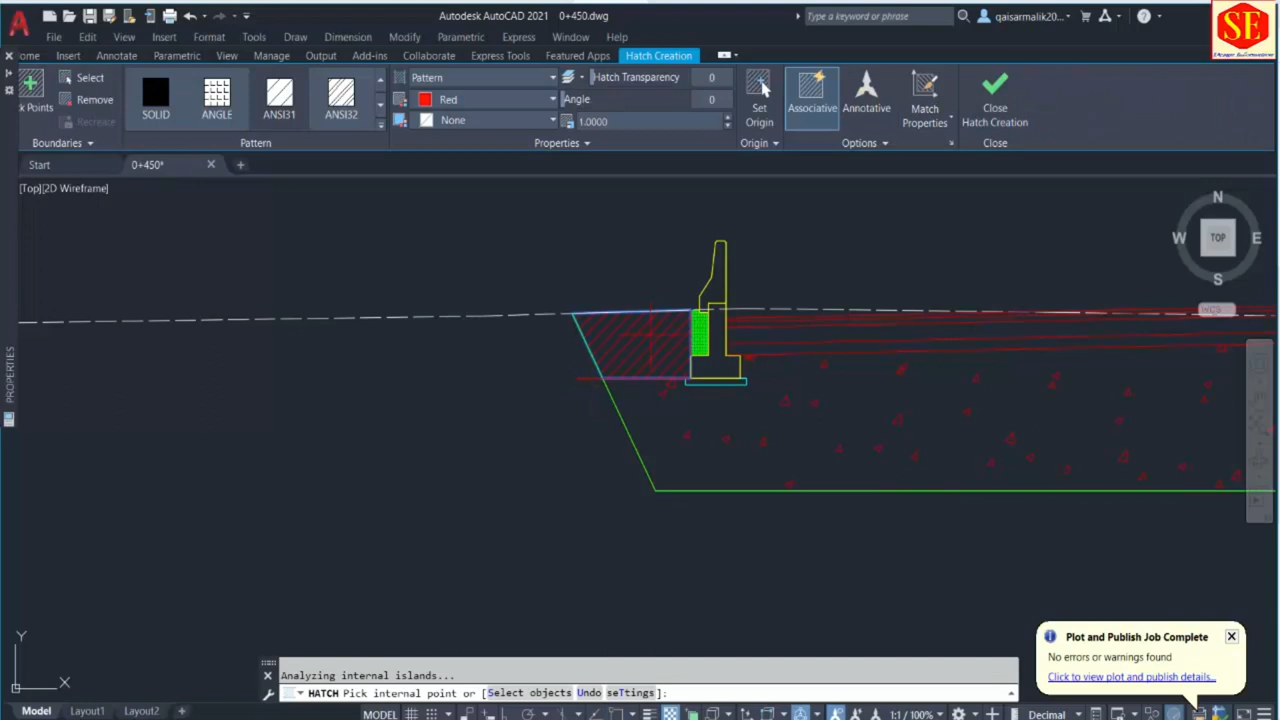 Autodesk AutoCAD 2021 0+450.dwg
Type a keyword or phrase
qaisarmalik20...
SE
File Edit View Insert Format Tools Draw Dimension Modify Parametric Express Window Help
ome Insert Annotate Parametric View Manage Output Add-ins Collaborate Express Tools Featured Apps Hatch Creation
Select
Remove
Recreate
ck Points
Boundaries
SOLID
ANGLE
ANSI31
ANSI32
Pattern
Pattern
Red
None
Hatch Transparency 0
Angle 0
1.0000
Properties
Set
Origin
Origin
Associative
Annotative
Match
Properties
Options
Close
Hatch Creation
Close
Start
0+450*
[Top][2D Wireframe]
N
W
TOP
E
S
WCS
PROPERTIES
Y
X
Plot and Publish Job Complete
No errors or warnings found
Click to view plot and publish details...
Analyzing internal islands...
HATCH Pick internal point or [Select objects Undo seTtings]:
Model Layout1 Layout2
MODEL
1:1 / 100%
Decimal